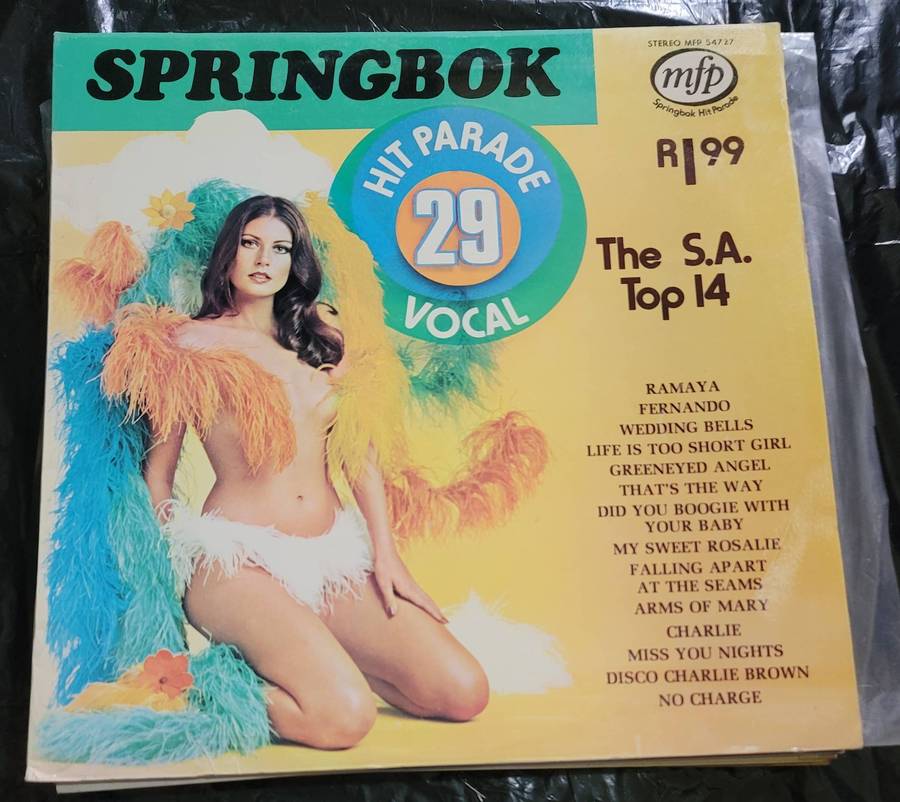 SPRINGBOK
STEREO MFP 54727
mfp
Springbok Hit Parade
R1.99
HIT PARADE
29
VOCAL
The S.A.
Top 14
RAMAYA
FERNANDO
WEDDING BELLS
LIFE IS TOO SHORT GIRL
GREENEYED ANGEL
THAT'S THE WAY
DID YOU BOOGIE WITH
YOUR BABY
MY SWEET ROSALIE
FALLING APART
AT THE SEAMS
ARMS OF MARY
CHARLIE
MISS YOU NIGHTS
DISCO CHARLIE BROWN
NO CHARGE